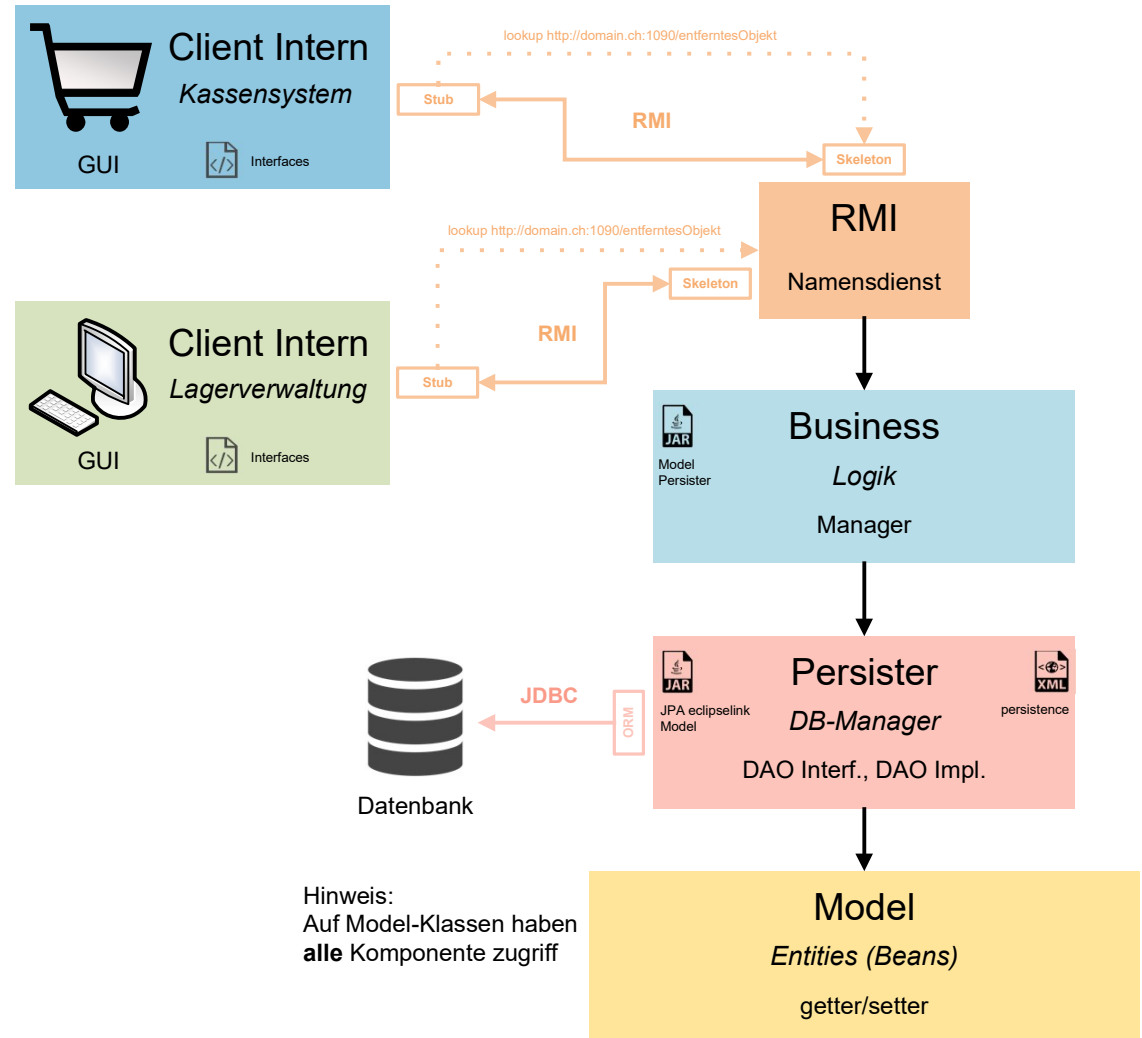 Client Intern
Kassensystem
GUI
</>
Interfaces
lookup http://domain.ch:1090/entferntesObjekt
Stub
RMI
Skeleton
RMI
Namensdienst
lookup http://domain.ch:1090/entferntesObjekt
Skeleton
RMI
Stub
Client Intern
Lagerverwaltung
GUI
</>
Interfaces
JAR
Model
Persister
Business
Logik
Manager
JAR
JPA eclipselink
Model
Persister
DB-Manager
DAO Interf., DAO Impl.
XML
persistence
JDBC
ORM
Datenbank
Hinweis:
Auf Model-Klassen haben
alle Komponente zugriff
Model
Entities (Beans)
getter/setter